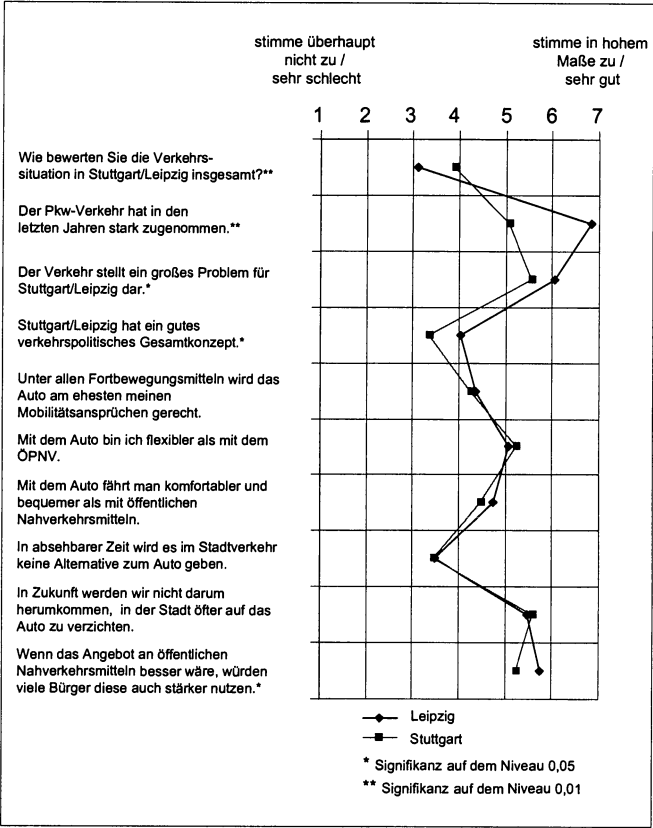 stimme überhaupt
nicht zu /
sehr schlecht
stimme in hohem
Maße zu /
sehr gut
1 2 3 4 5 6 7
Wie bewerten Sie die Verkehrs-
situation in Stuttgart/Leipzig insgesamt?**
Der Pkw-Verkehr hat in den
letzten Jahren stark zugenommen.**
Der Verkehr stellt ein großes Problem für
Stuttgart/Leipzig dar.*
Stuttgart/Leipzig hat ein gutes
verkehrspolitisches Gesamtkonzept.*
Unter allen Fortbewegungsmitteln wird das
Auto am ehesten meinen
Mobilitätsansprüchen gerecht.
Mit dem Auto bin ich flexibler als mit dem
ÖPNV.
Mit dem Auto fährt man komfortabler und
bequemer als mit öffentlichen
Nahverkehrsmitteln.
In absehbarer Zeit wird es im Stadtverkehr
keine Alternative zum Auto geben.
In Zukunft werden wir nicht darum
herumkommen, in der Stadt öfter auf das
Auto zu verzichten.
Wenn das Angebot an öffentlichen
Nahverkehrsmitteln besser wäre, würden
viele Bürger diese auch stärker nutzen.*
Leipzig
Stuttgart
* Signifikanz auf dem Niveau 0,05
** Signifikanz auf dem Niveau 0,01